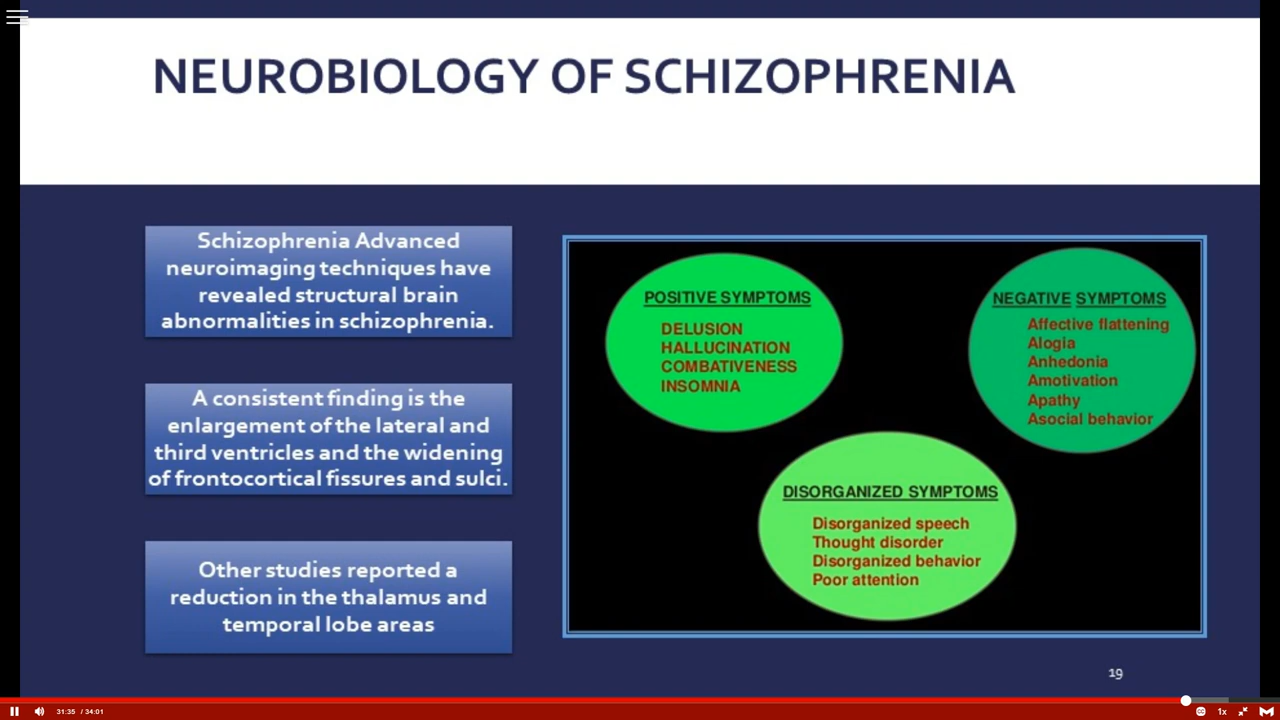 NEUROBIOLOGY OF SCHIZOPHRENIA
Schizophrenia Advanced
neuroimaging techniques have
revealed structural brain
abnormalities in schizophrenia.
A consistent finding is the
enlargement of the lateral and
third ventricles and the widening
of frontocortical fissures and sulci.
Other studies reported a
reduction in the thalamus and
temporal lobe areas
POSITIVE SYMPTOMS
DELUSION
HALLUCINATION
COMBATIVENESS
INSOMNIA
NEGATIVE SYMPTOMS
Affective flattening
Alogia
Anhedonia
Amotivation
Apathy
Asocial behavior
DISORGANIZED SYMPTOMS
Disorganized speech
Thought disorder
Disorganized behavior
Poor attention
19
31:35 / 34:01
CC
1x